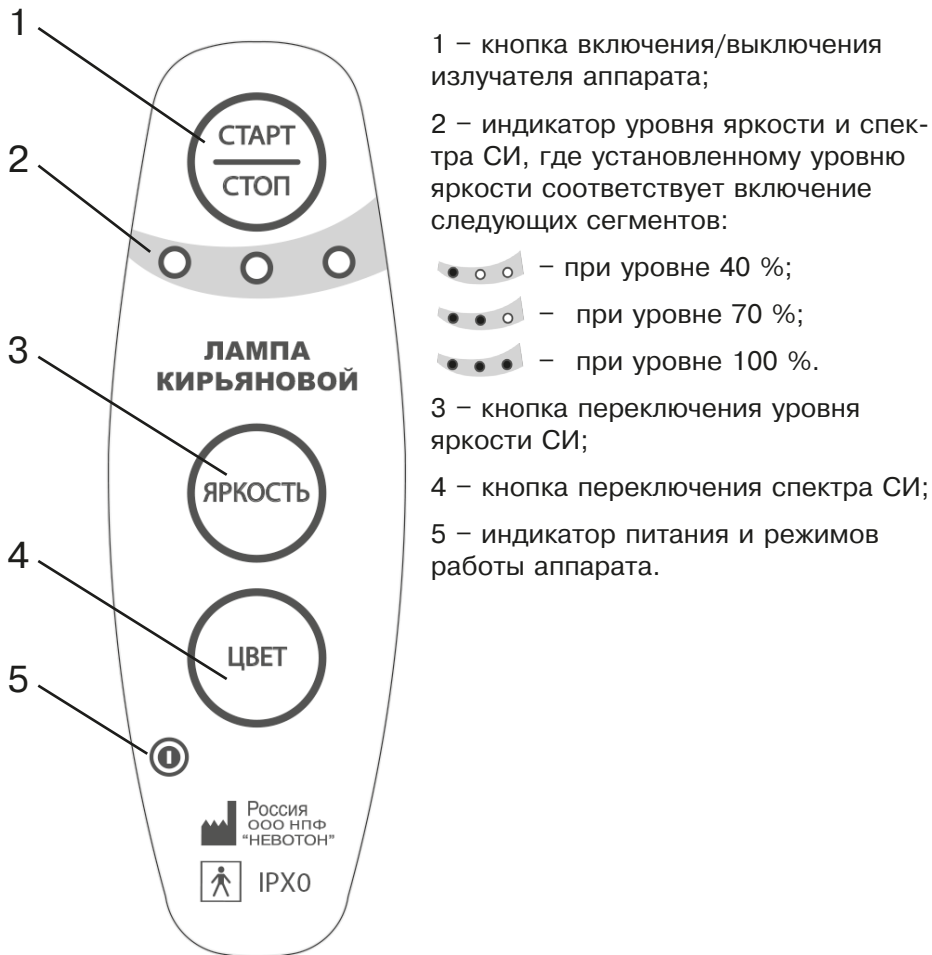 1
СТАРТ
СТОП
2
3
ЛАМПА
КИРЬЯНОВОЙ
ЯРКОСТЬ
4
ЦВЕТ
5
Россия
ООО НПФ
"НЕВОТОН"
IPX0
1 – кнопка включения/выключения
излучателя аппарата;
2 – индикатор уровня яркости и спек-
тра СИ, где установленному уровню
яркости соответствует включение
следующих сегментов:
– при уровне 40 %;
– при уровне 70 %;
– при уровне 100 %.
3 – кнопка переключения уровня
яркости СИ;
4 – кнопка переключения спектра СИ;
5 – индикатор питания и режимов
работы аппарата.